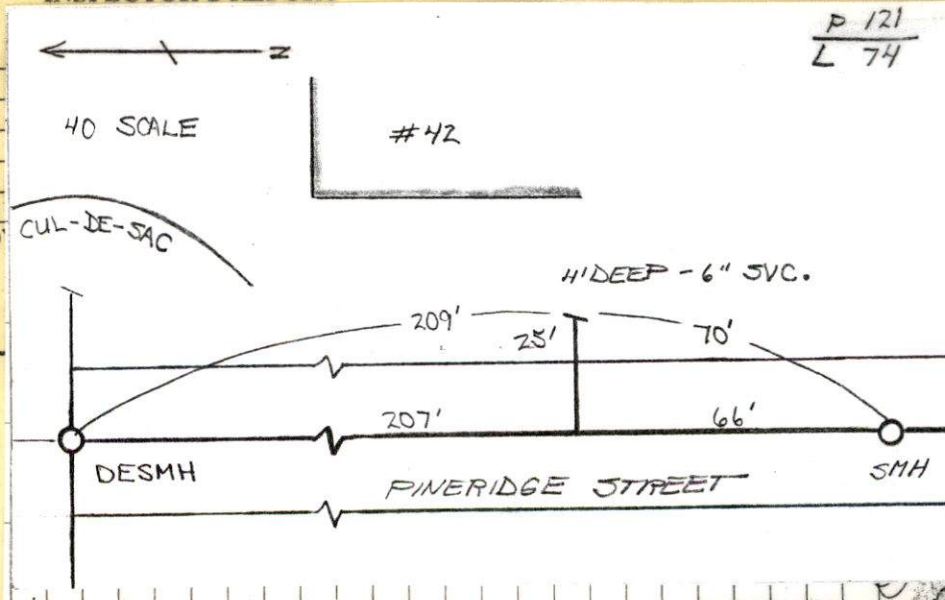 P 121
L 74
N
40 SCALE
#42
CUL-DE-SAC
4' DEEP - 6" SVC.
209'
25'
70'
207'
66'
DESMH
PINERIDGE STREET
SMH